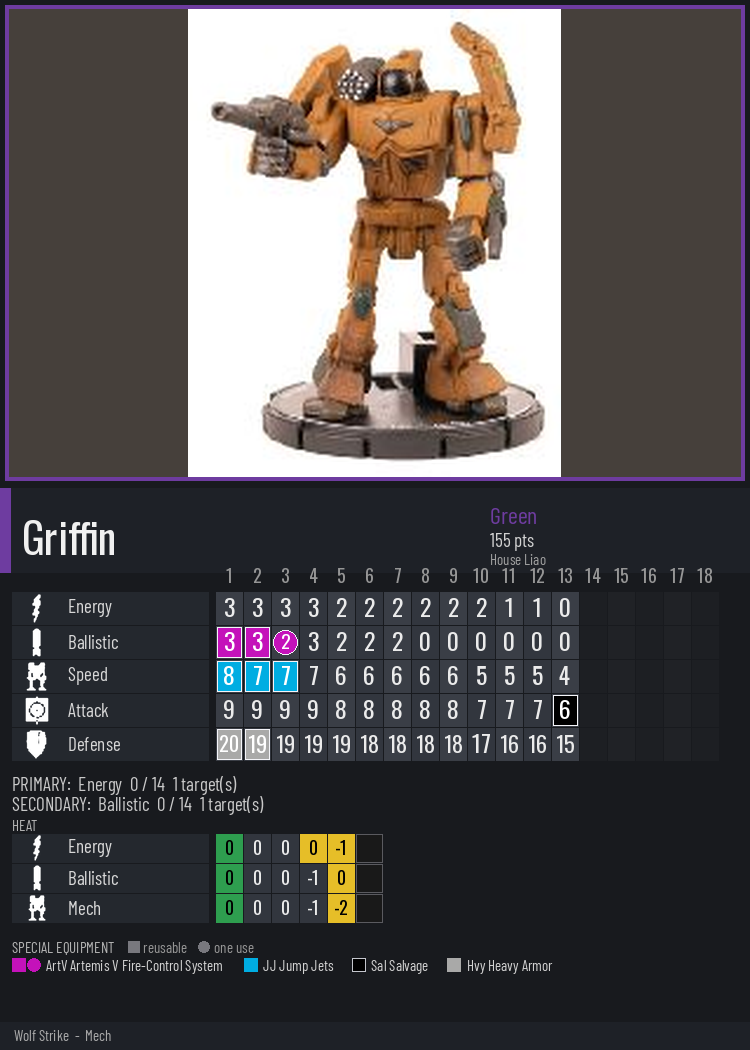 Griffin
Green
155 pts
House Liao
1 2 3 4 5 6 7 8 9 10 11 12 13 14 15 16 17 18
Energy 3 3 3 3 2 2 2 2 2 2 1 1 0
Ballistic 3 3 2 3 2 2 2 0 0 0 0 0 0
Speed 8 7 7 7 6 6 6 6 6 5 5 5 4
Attack 9 9 9 9 8 8 8 8 8 7 7 7 6
Defense 20 19 19 19 19 18 18 18 18 17 16 16 15
PRIMARY: Energy 0 / 14 1 target(s)
SECONDARY: Ballistic 0 / 14 1 target(s)
HEAT
Energy 0 0 0 0 -1
Ballistic 0 0 0 -1 0
Mech 0 0 0 -1 -2
SPECIAL EQUIPMENT reusable one use
ArtV Artemis V Fire-Control System JJ Jump Jets Sal Salvage Hvy Heavy Armor
Wolf Strike - Mech